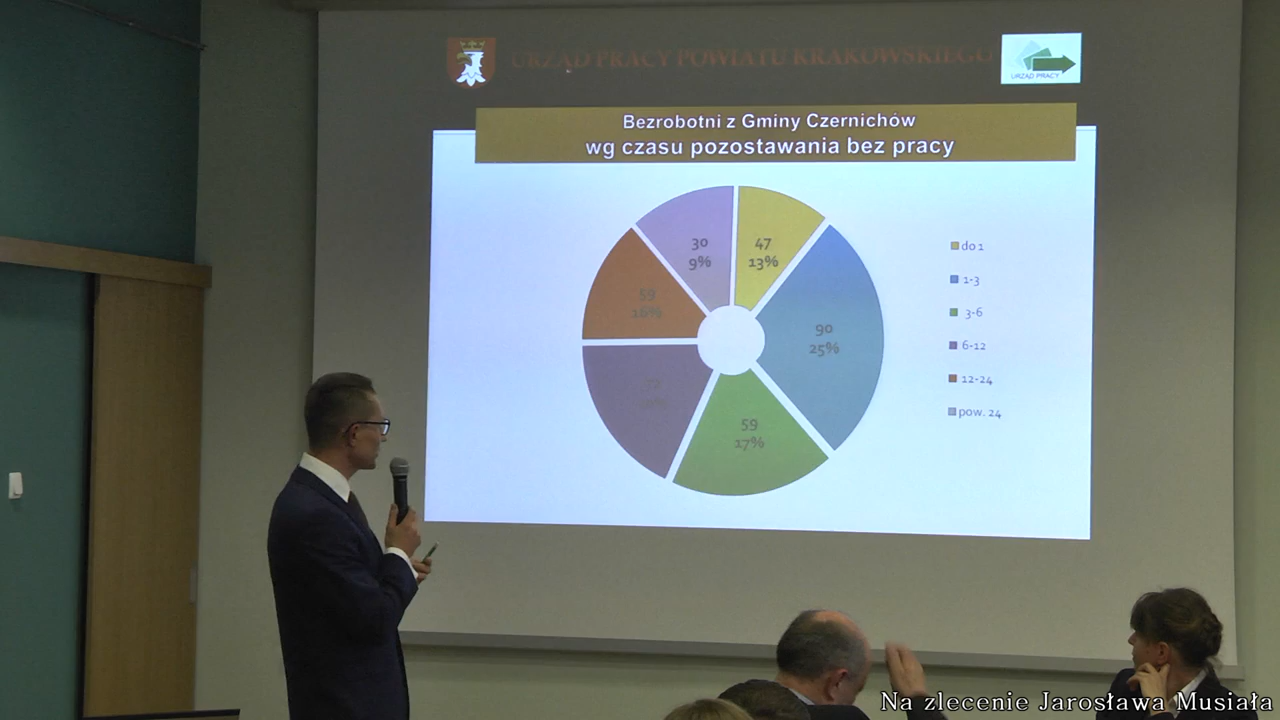 URZĄD PRACY POWIATU KRAKOWSKIEGO
URZĄD PRACY
Bezrobotni z Gminy Czernichów
wg czasu pozostawania bez pracy
30
9%
47
13%
59
16%
90
25%
59
17%
do 1
1-3
3-6
6-12
12-24
pow. 24
Na zlecenie Jarosława Musiała